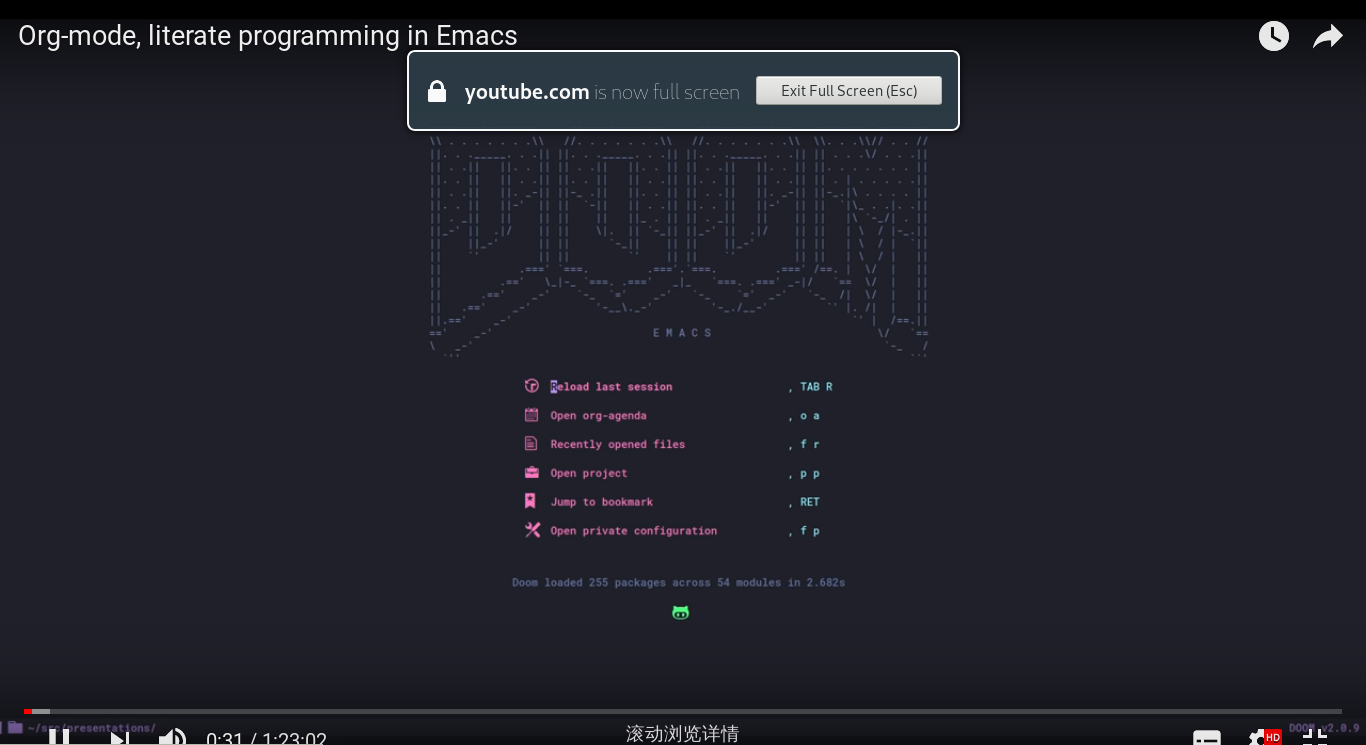 Org-mode, literate programming in Emacs
youtube.com is now full screen
Exit Full Screen (Esc)
E M A C S
Reload last session , TAB R
Open org-agenda , o a
Recently opened files , f r
Open project , p p
Jump to bookmark , RET
Open private configuration , f p
Doom loaded 255 packages across 54 modules in 2.682s
~/src/presentations/
DOOM v2.0.9
0:31 / 1:23:02
滚动浏览详情
HD